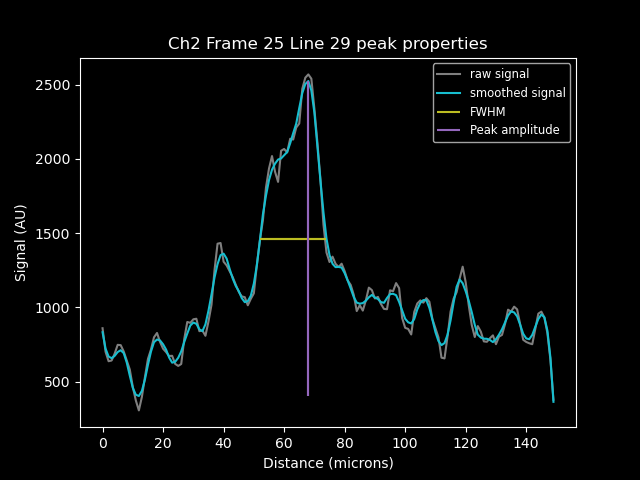 Ch2 Frame 25 Line 29 peak properties
raw signal
smoothed signal
FWHM
Peak amplitude
Signal (AU)
2500
2000
1500
1000
500
0 20 40 60 80 100 120 140
Distance (microns)